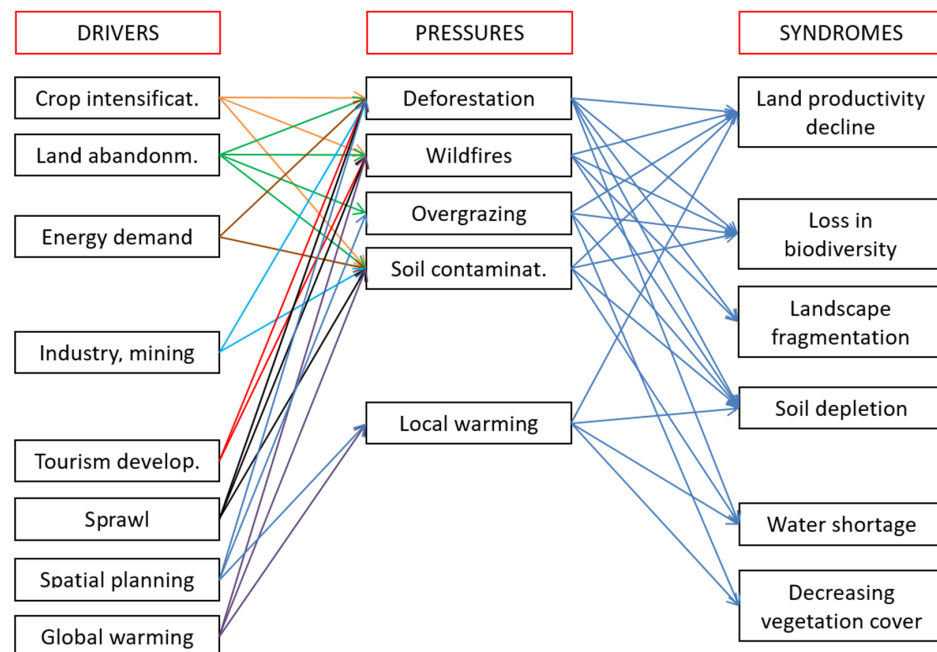 DRIVERS
PRESSURES
SYNDROMES
Crop intensificat.
Land abandonm.
Energy demand
Industry, mining
Tourism develop.
Sprawl
Spatial planning
Global warming
Deforestation
Wildfires
Overgrazing
Soil contaminat.
Local warming
Land productivity
decline
Loss in
biodiversity
Landscape
fragmentation
Soil depletion
Water shortage
Decreasing
vegetation cover